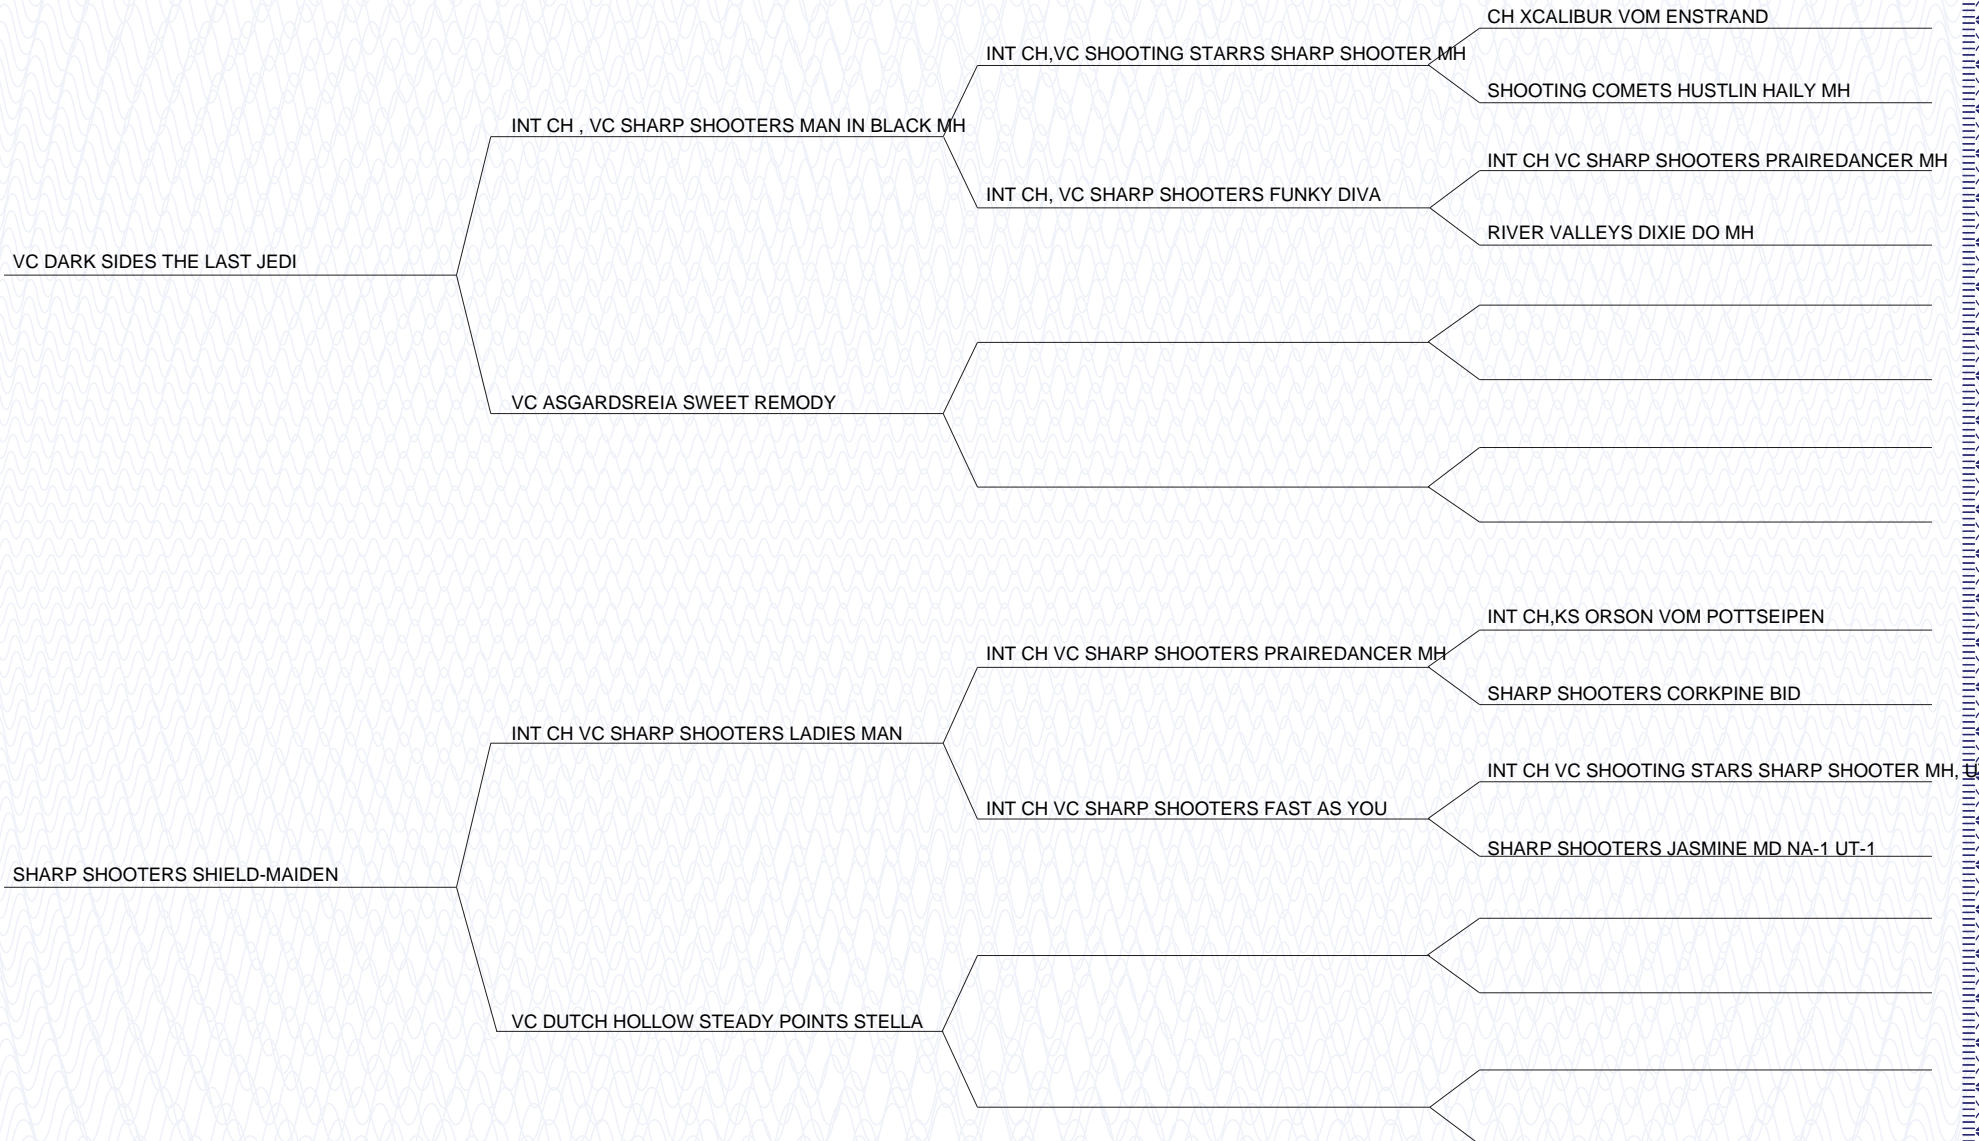 CH XCALIBUR VOM ENSTRAND
INT CH,VC SHOOTING STARRS SHARP SHOOTER MH
SHOOTING COMETS HUSTLIN HAILY MH
INT CH , VC SHARP SHOOTERS MAN IN BLACK MH
INT CH VC SHARP SHOOTERS PRAIREDANCER MH
INT CH, VC SHARP SHOOTERS FUNKY DIVA
RIVER VALLEYS DIXIE DO MH
VC DARK SIDES THE LAST JEDI
VC ASGARDSREIA SWEET REMODY
INT CH,KS ORSON VOM POTTSEIPEN
INT CH VC SHARP SHOOTERS PRAIREDANCER MH
SHARP SHOOTERS CORKPINE BID
INT CH VC SHARP SHOOTERS LADIES MAN
INT CH VC SHOOTING STARS SHARP SHOOTER MH,
INT CH VC SHARP SHOOTERS FAST AS YOU
SHARP SHOOTERS JASMINE MD NA-1 UT-1
SHARP SHOOTERS SHIELD-MAIDEN
VC DUTCH HOLLOW STEADY POINTS STELLA